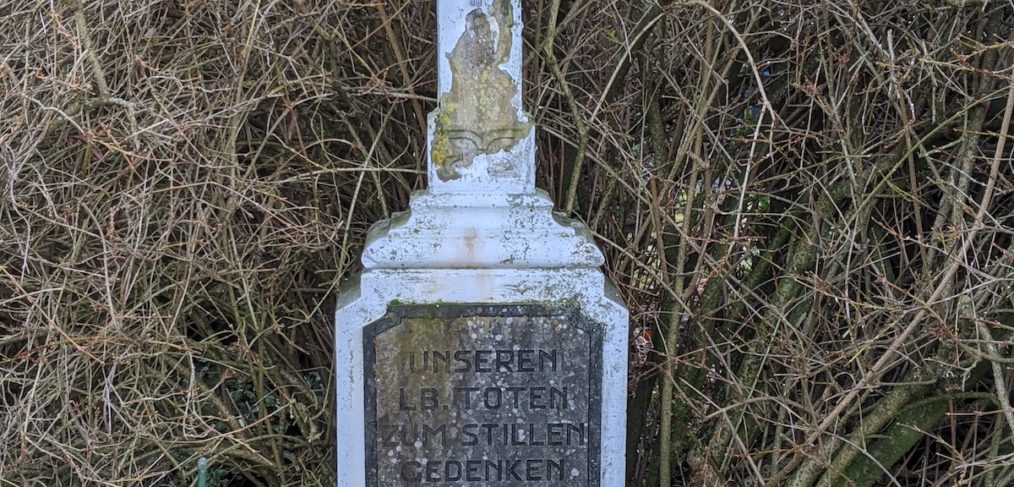 UNSEREN
LB. TOTEN
ZUM STILLEN
GEDENKEN